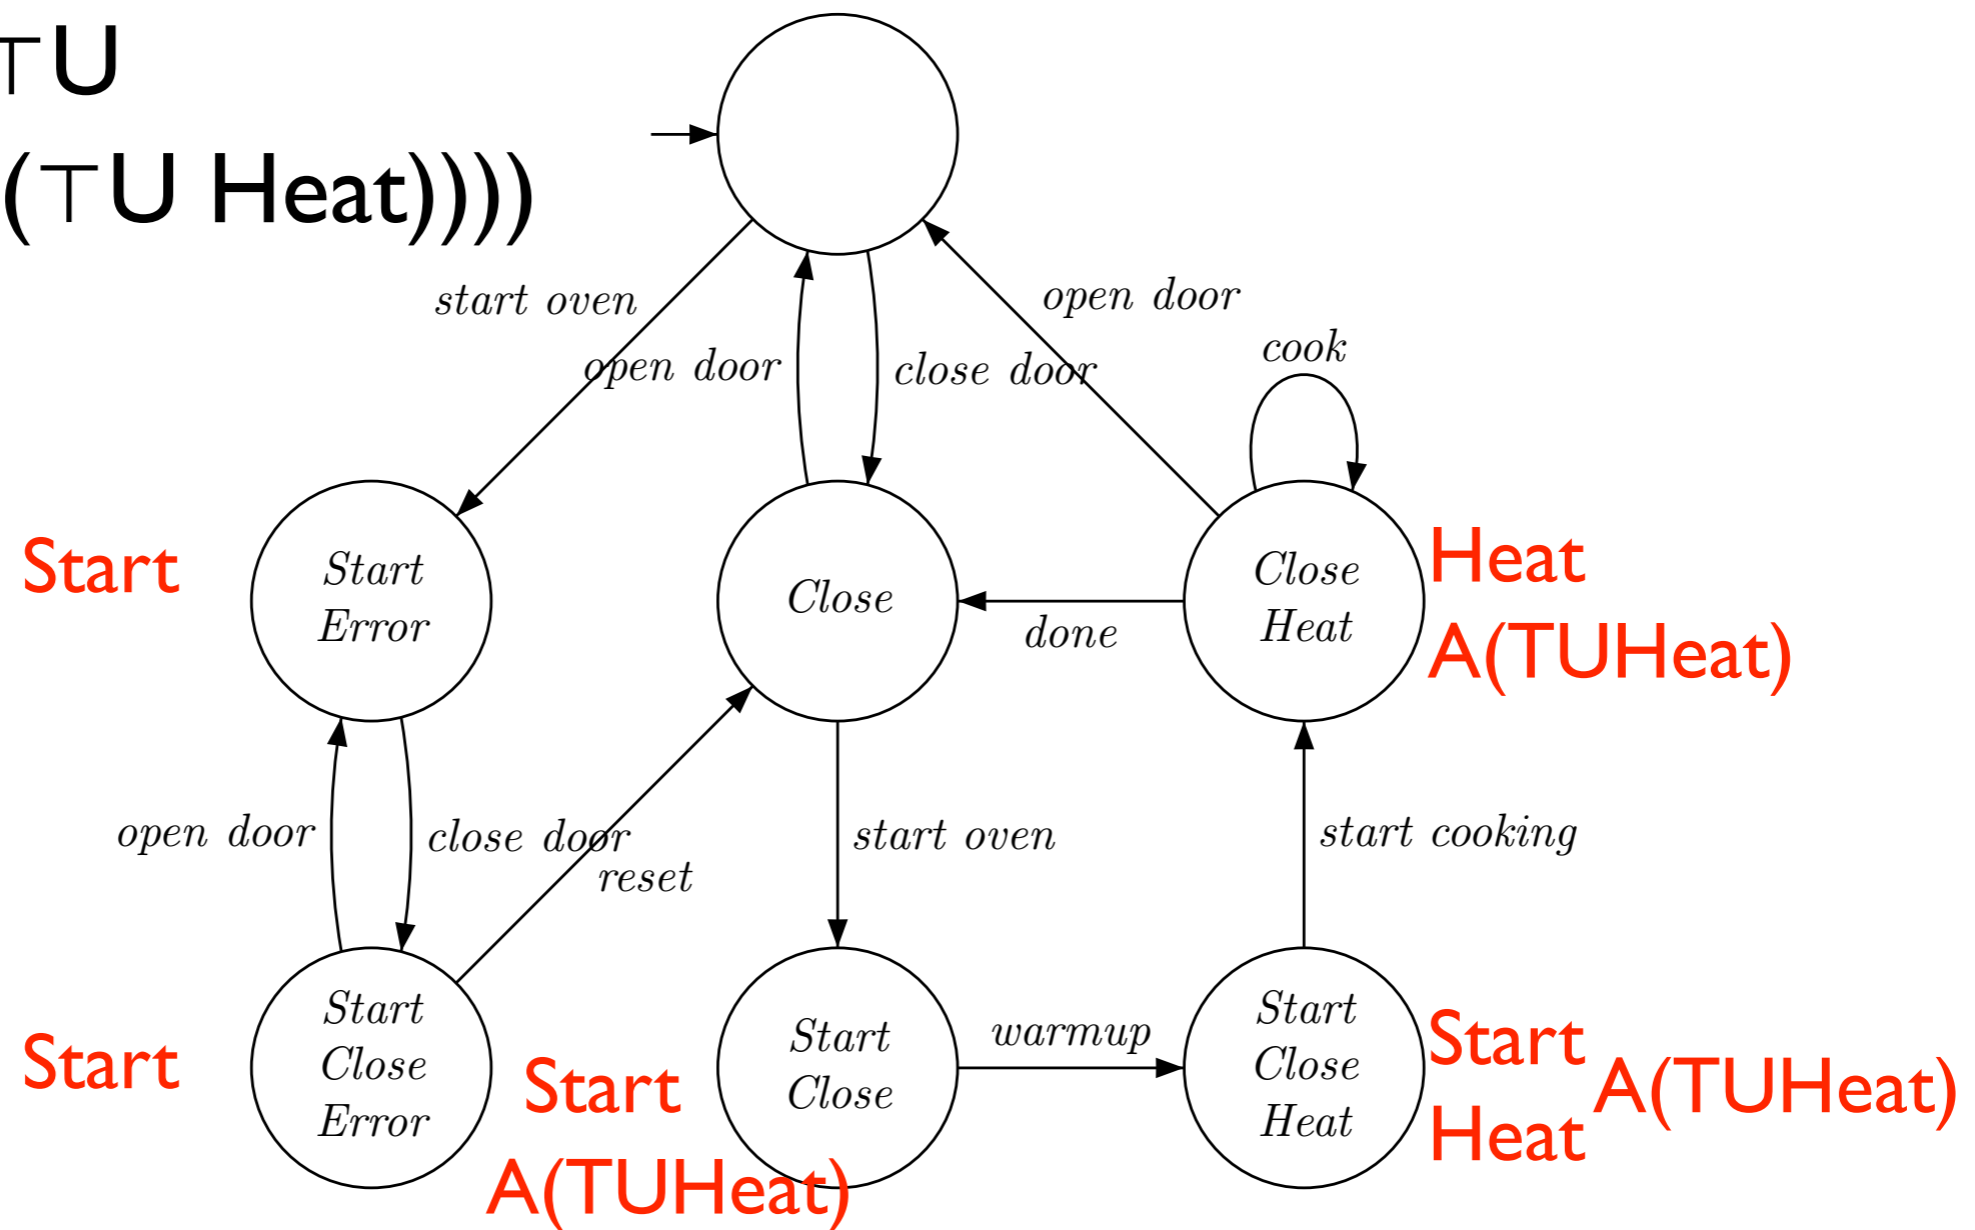 ⊤U
(⊤U Heat))))
start oven
open door
close door
open door
cook
Start
Start
Error
Close
done
Close
Heat
Heat
A(TUHeat)
open door
close door
reset
start oven
start cooking
Start
Start
Close
Error
Start
A(TUHeat)
Start
Close
warmup
Start
Close
Heat
Start
Heat
A(TUHeat)